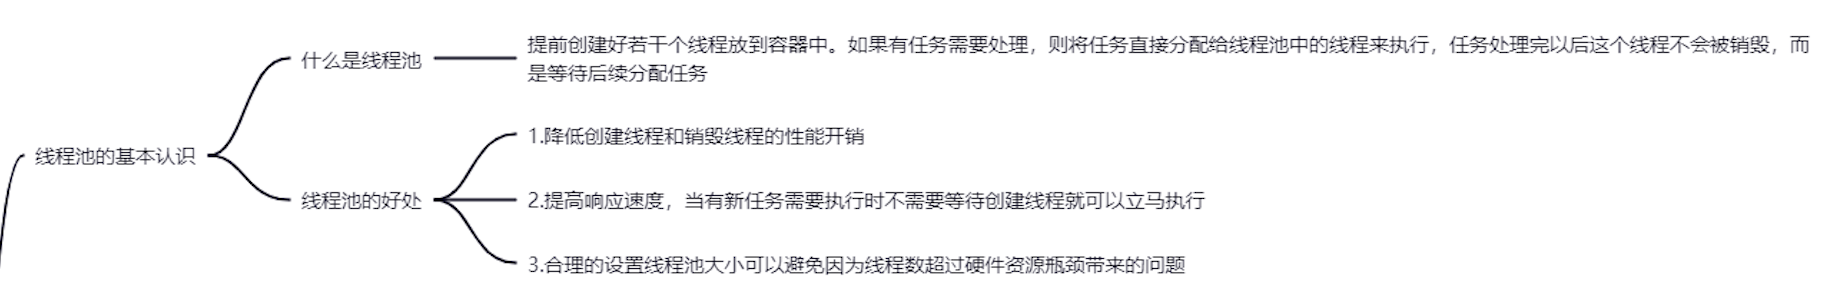 线程池的基本认识
什么是线程池
提前创建好若干个线程放到容器中。如果有任务需要处理，则将任务直接分配给线程池中的线程来执行，任务处理完以后这个线程不会被销毁，而
是等待后续分配任务
线程池的好处
1.降低创建线程和销毁线程的性能开销
2.提高响应速度，当有新任务需要执行时不需要等待创建线程就可以立马执行
3.合理的设置线程池大小可以避免因为线程数超过硬件资源瓶颈带来的问题